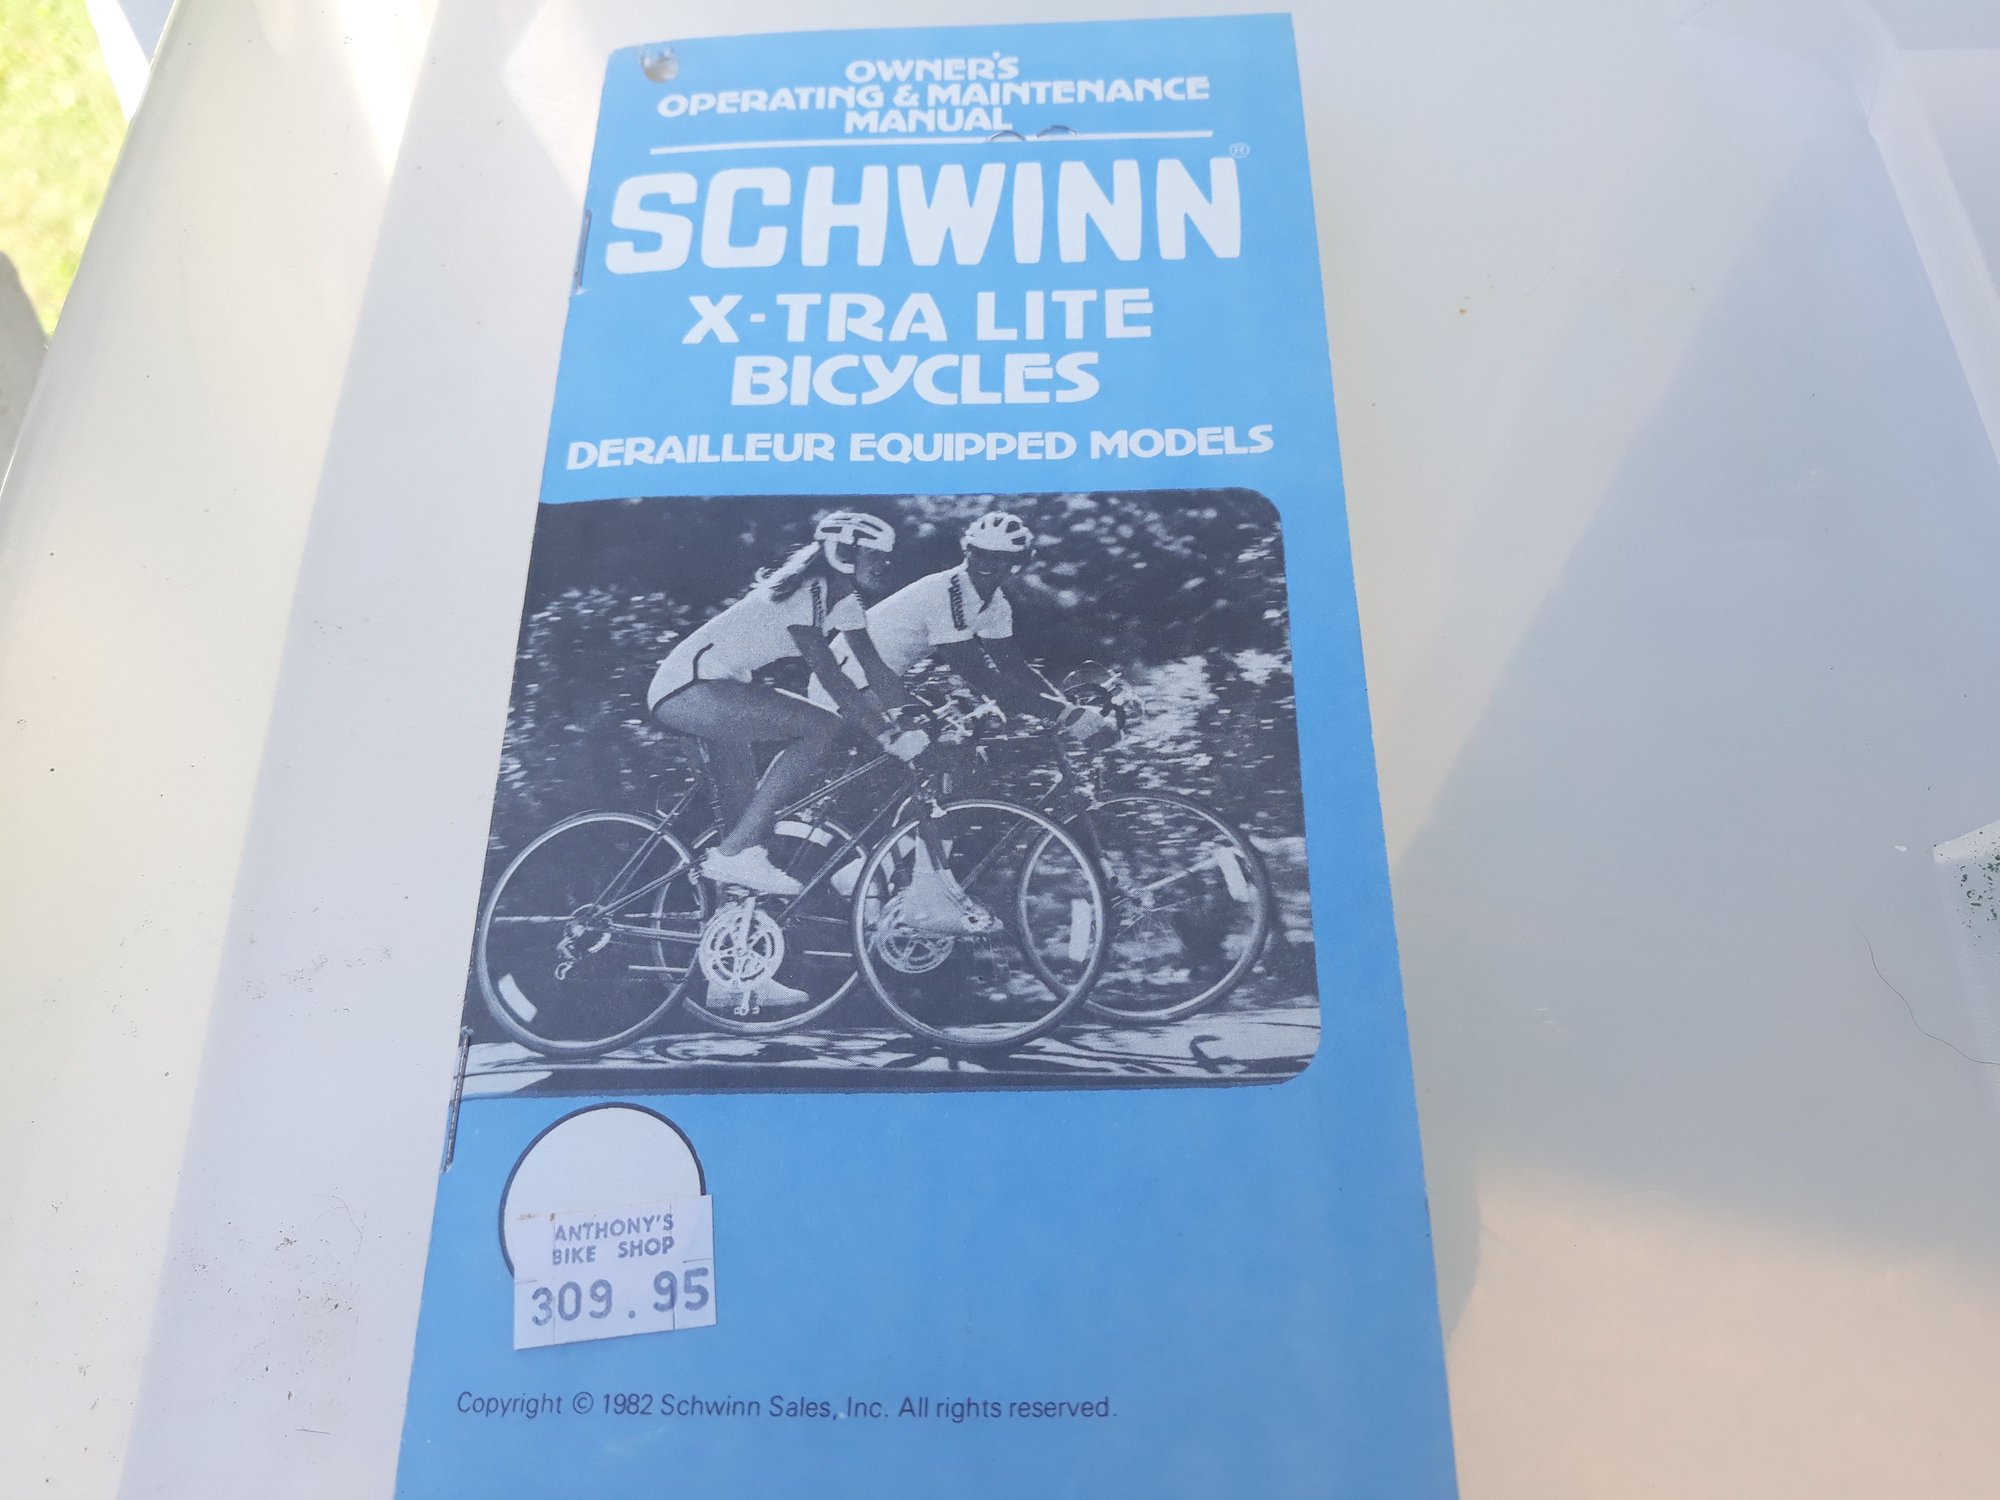 OWNER'S
OPERATING & MAINTENANCE
MANUAL
SCHWINN®
X-TRA LITE
BICYCLES
DERAILLEUR EQUIPPED MODELS
ANTHONY'S
BIKE SHOP
309.95
Copyright © 1982 Schwinn Sales, Inc. All rights reserved.